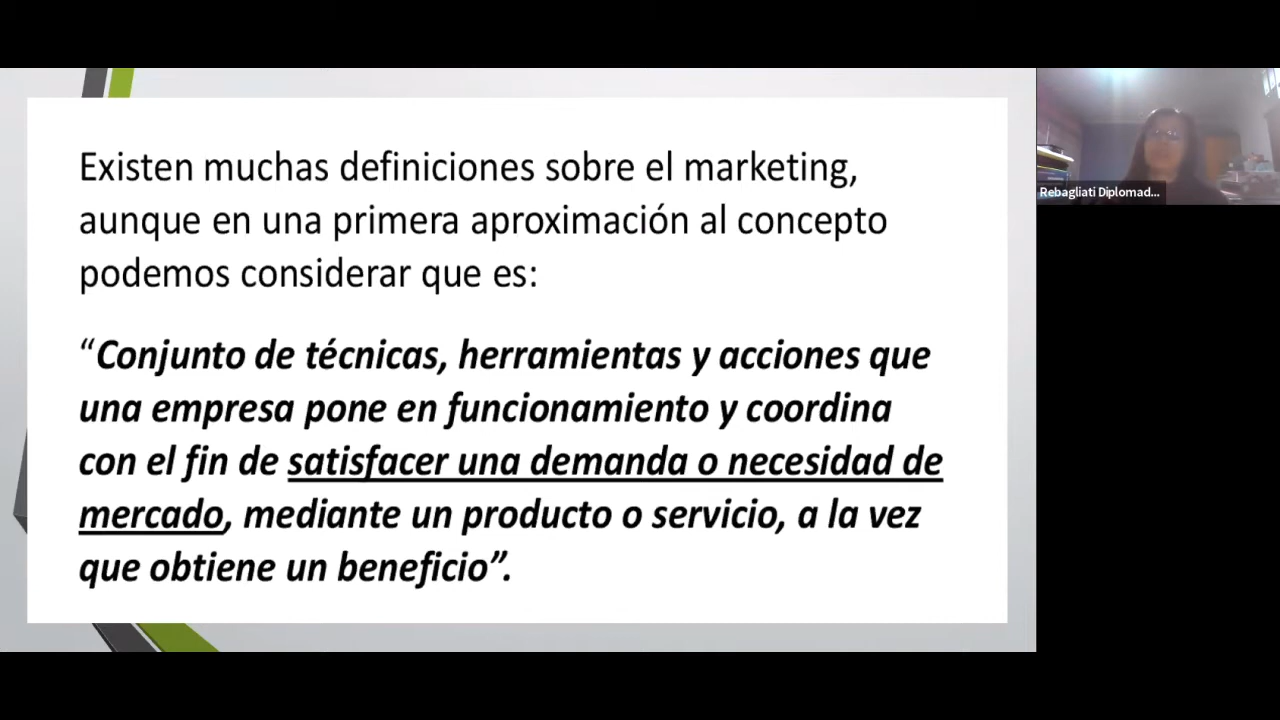 Existen muchas definiciones sobre el marketing,
aunque en una primera aproximación al concepto
podemos considerar que es:
“Conjunto de técnicas, herramientas y acciones que
una empresa pone en funcionamiento y coordina
con el fin de satisfacer una demanda o necesidad de
mercado, mediante un producto o servicio, a la vez
que obtiene un beneficio”.
Rebagliati Diplomad...